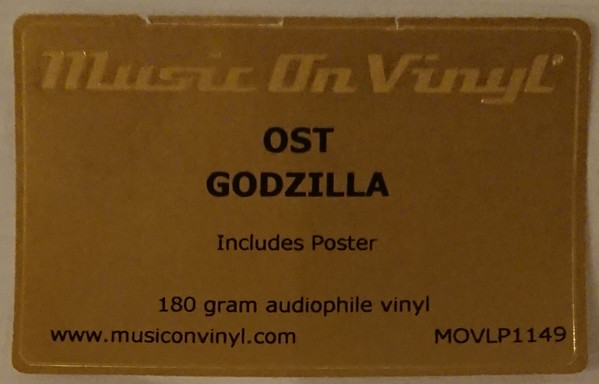 Music On Vinyl®
OST
GODZILLA
Includes Poster
180 gram audiophile vinyl
www.musiconvinyl.com MOVLP1149